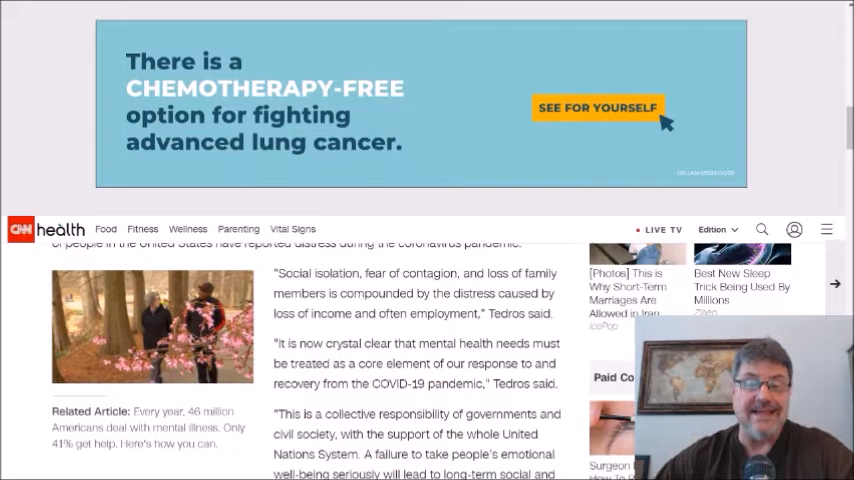 There is a
CHEMOTHERAPY-FREE
option for fighting
advanced lung cancer.
SEE FOR YOURSELF
CNN health Food Fitness Wellness Parenting Vital Signs LIVE TV Edition
of people in the United States have reported distress during the coronavirus pandemic.
"Social isolation, fear of contagion, and loss of family
members is compounded by the distress caused by
loss of income and often employment," Tedros said.
"It is now crystal clear that mental health needs must
be treated as a core element of our response to and
recovery from the COVID-19 pandemic," Tedros said.
"This is a collective responsibility of governments and
civil society, with the support of the whole United
Nations System. A failure to take people's emotional
well-being seriously will lead to long-term social and
Related Article: Every year, 46 million
Americans deal with mental illness. Only
41% get help. Here's how you can.
[Photos] This is
Why Short-Term
Marriages Are
Allowed in Iran
IcePop
Best New Sleep
Trick Being Used By
Millions
Paid Co
Surgeon
How To